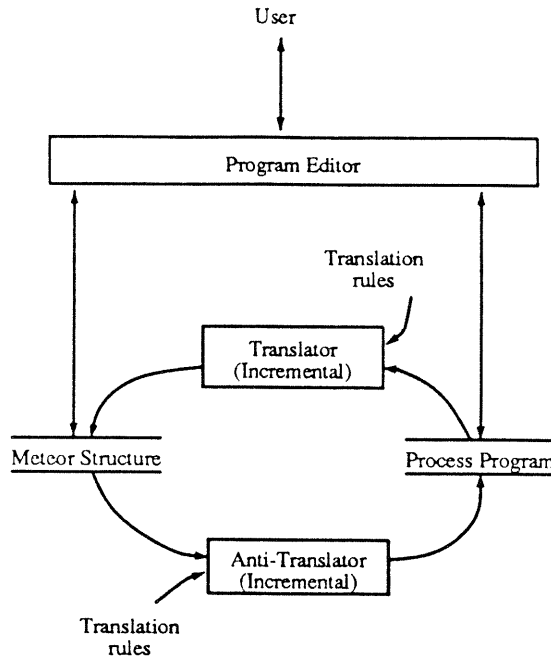 User
Program Editor
Translation
rules
Translator
(Incremental)
Meteor Structure
Process Program
Anti-Translator
(Incremental)
Translation
rules